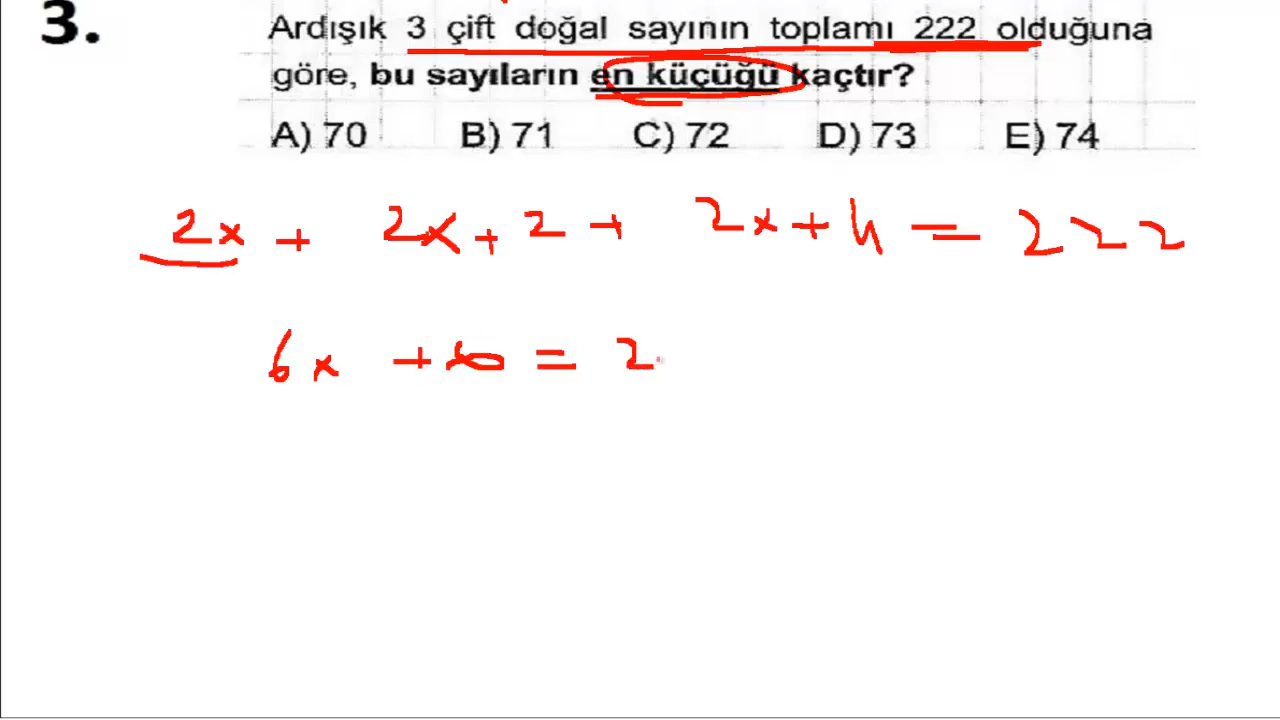 3.
Ardışık 3 çift doğal sayının toplamı 222 olduğuna
göre, bu sayıların en küçüğü kaçtır?
A) 70 B) 71 C) 72 D) 73 E) 74
2x + 2x + 2 + 2x + 4 = 222
6x + 6 = 2